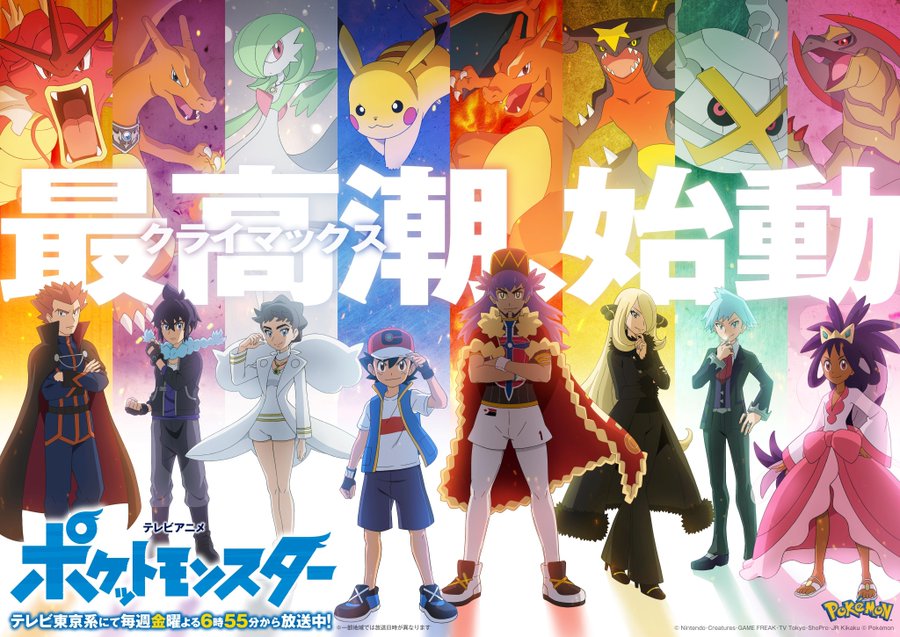 最高潮、始動
クライマックス
テレビアニメ
ポケットモンスター
テレビ東京系にて毎週金曜よる6時55分から放送中!
※一部地域では放送日時が異なります
POKéMON
© Nintendo・Creatures・GAME FREAK・TV Tokyo・ShoPro・JR Kikaku © Pokémon
1